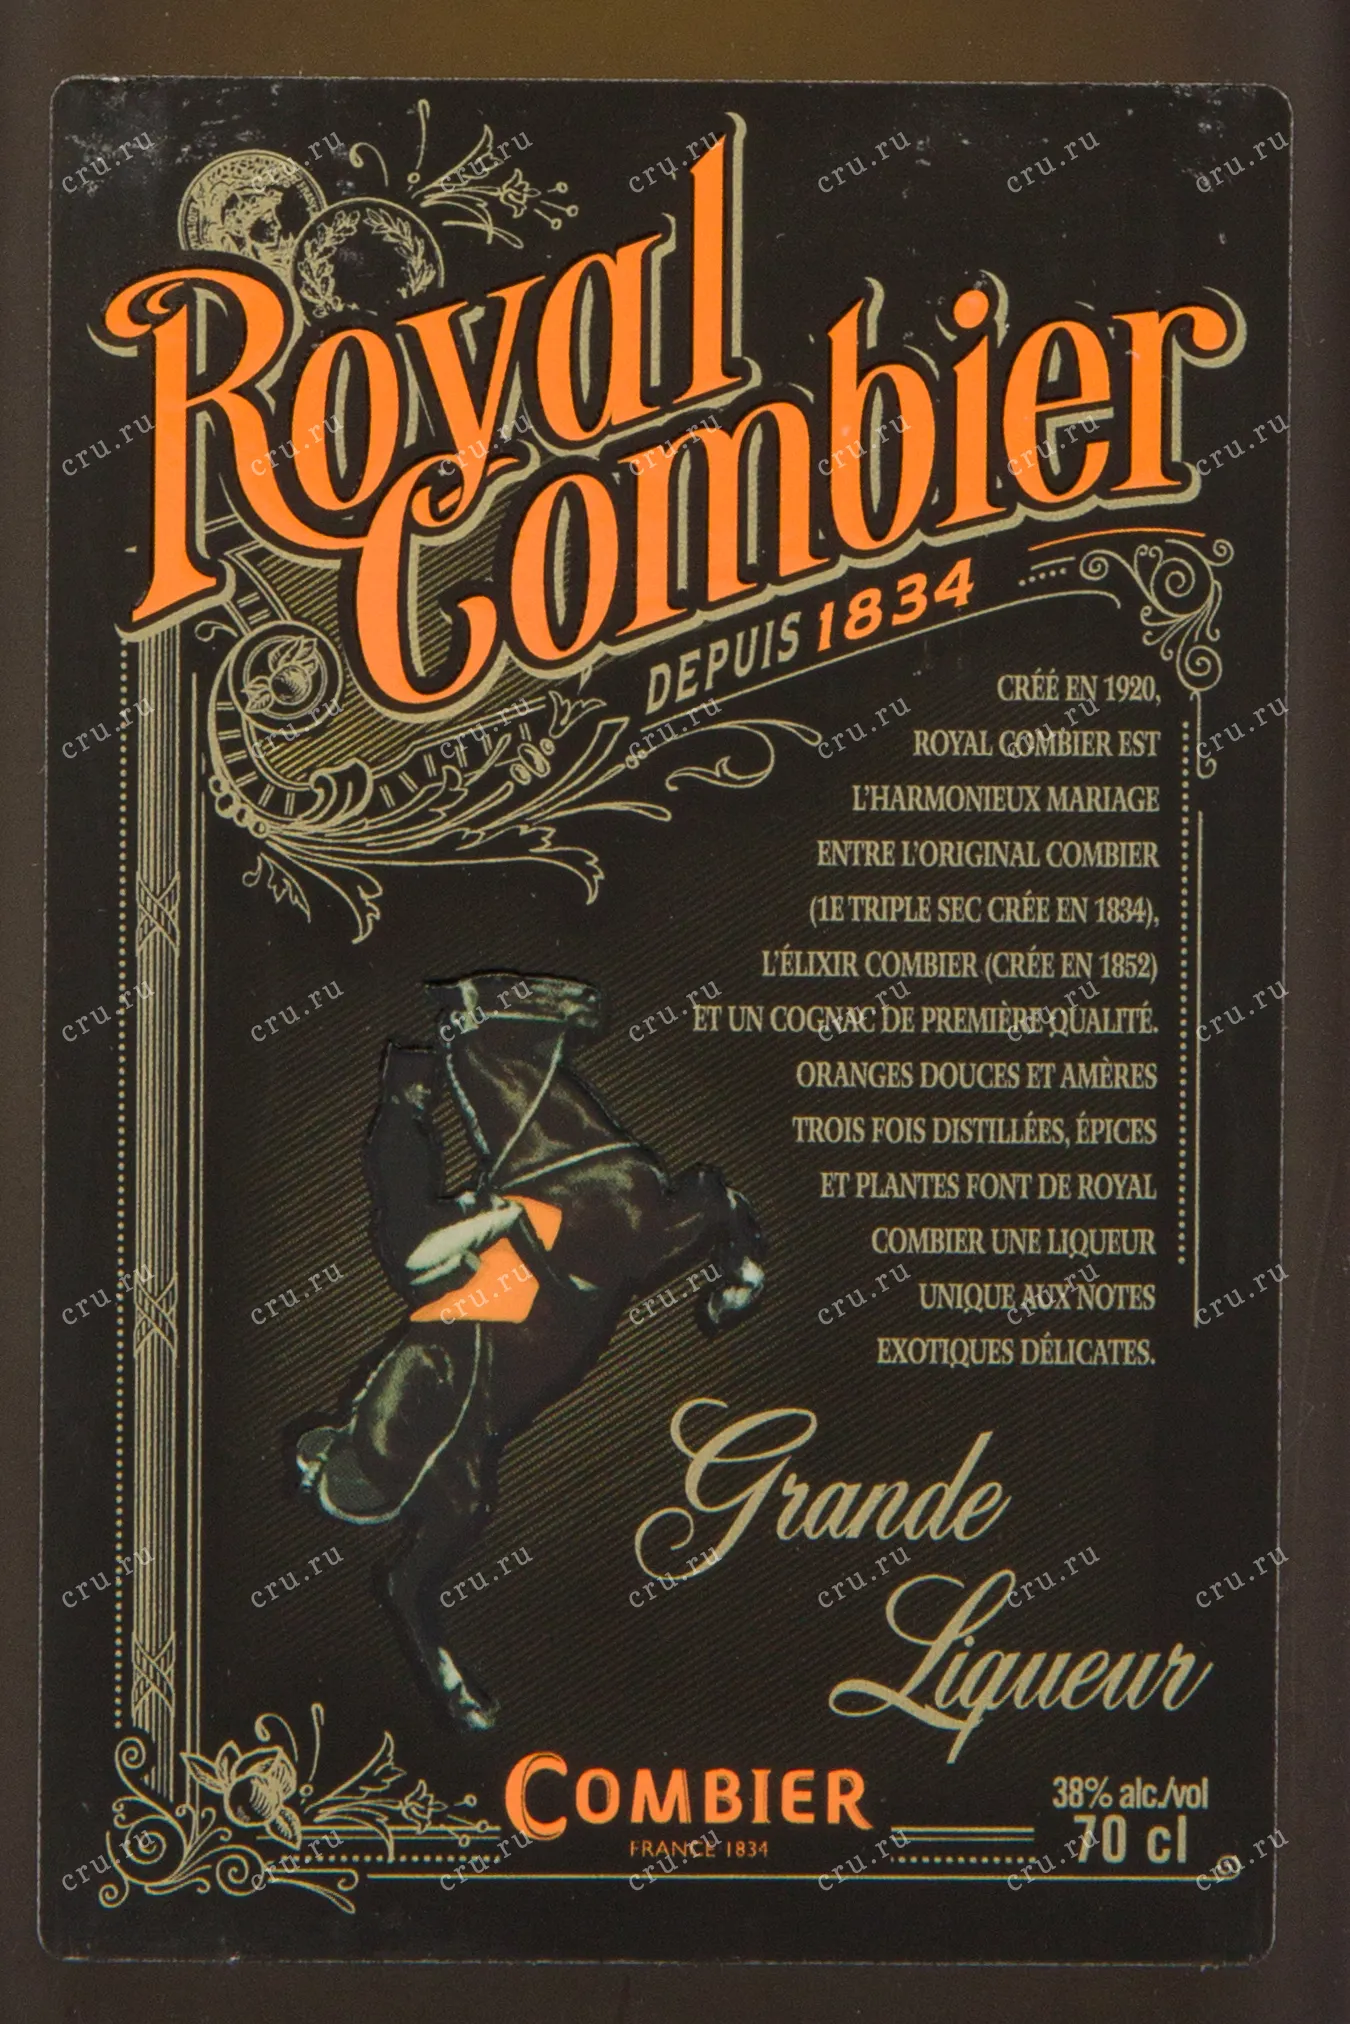 Royal
Combier
DEPUIS 1834
CRÉÉ EN 1920,
ROYAL COMBIER EST
L'HARMONIEUX MARIAGE
ENTRE L'ORIGINAL COMBIER
(1E TRIPLE SEC CRÉE EN 1834),
L'ÉLIXIR COMBIER (CRÉE EN 1852)
ET UN COGNAC DE PREMIÈRE QUALITÉ.
ORANGES DOUCES ET AMÈRES
TROIS FOIS DISTILLÉES, ÉPICES
ET PLANTES FONT DE ROYAL
COMBIER UNE LIQUEUR
UNIQUE AUX NOTES
EXOTIQUES DÉLICATES.
Grande
Liqueur
COMBIER
FRANCE 1834
38% alc./vol
70 cl
cru.ru